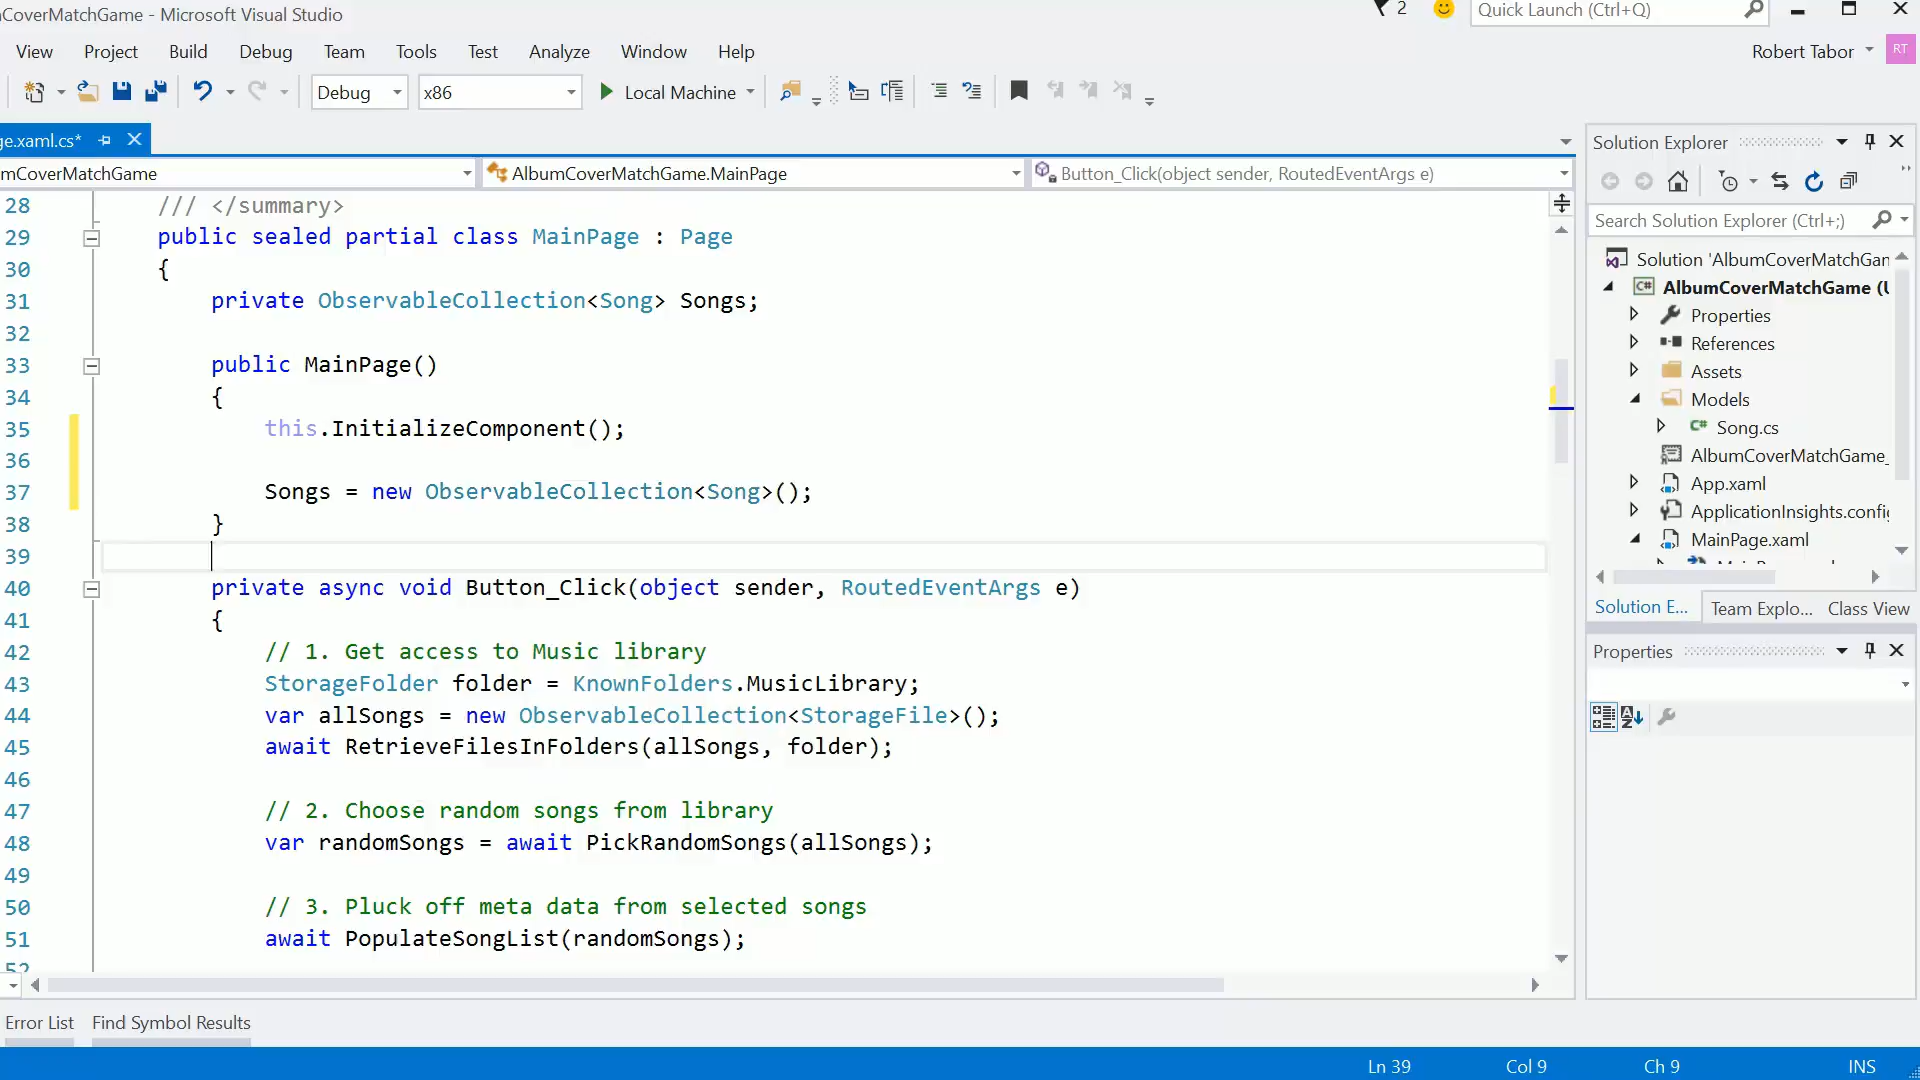 CoverMatchGame - Microsoft Visual Studio
2
Quick Launch (Ctrl+Q)
View Project Build Debug Team Tools Test Analyze Window Help
Robert Tabor
RT
Debug
x86
Local Machine
ge.xaml.cs*
mCoverMatchGame
AlbumCoverMatchGame.MainPage
Button_Click(object sender, RoutedEventArgs e)
28 /// </summary>
29 public sealed partial class MainPage : Page
30 {
31 private ObservableCollection<Song> Songs;
32
33 public MainPage()
34 {
35 this.InitializeComponent();
36
37 Songs = new ObservableCollection<Song>();
38 }
39
40 private async void Button_Click(object sender, RoutedEventArgs e)
41 {
42 // 1. Get access to Music library
43 StorageFolder folder = KnownFolders.MusicLibrary;
44 var allSongs = new ObservableCollection<StorageFile>();
45 await RetrieveFilesInFolders(allSongs, folder);
46
47 // 2. Choose random songs from library
48 var randomSongs = await PickRandomSongs(allSongs);
49
50 // 3. Pluck off meta data from selected songs
51 await PopulateSongList(randomSongs);
52
Solution Explorer
Search Solution Explorer (Ctrl+;)
Solution 'AlbumCoverMatchGan
AlbumCoverMatchGame (U
Properties
References
Assets
Models
C# Song.cs
AlbumCoverMatchGame_
App.xaml
ApplicationInsights.config
MainPage.xaml
Solution E... Team Explo... Class View
Properties
Error List Find Symbol Results
Ln 39 Col 9 Ch 9 INS